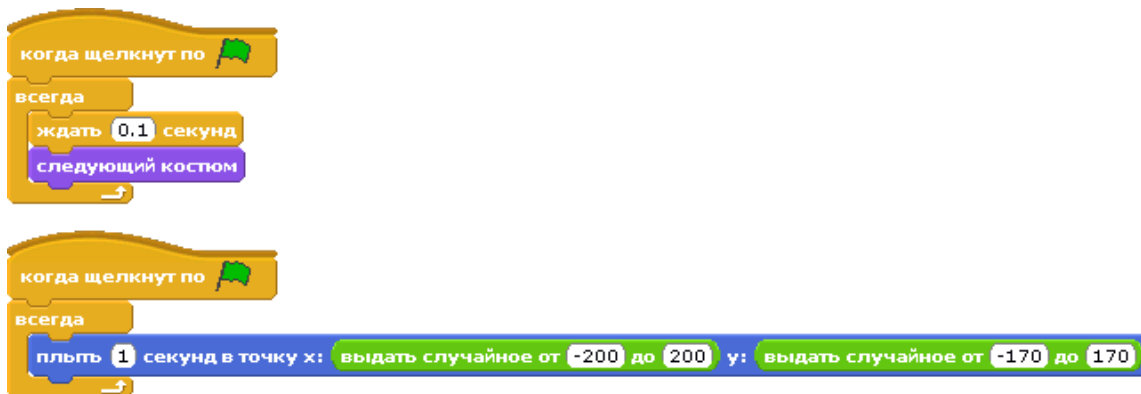 когда щелкнут по
всегда
ждать 0.1 секунд
следующий костюм
когда щелкнут по
всегда
плыть 1 секунд в точку x: выдать случайное от -200 до 200 y: выдать случайное от -170 до 170